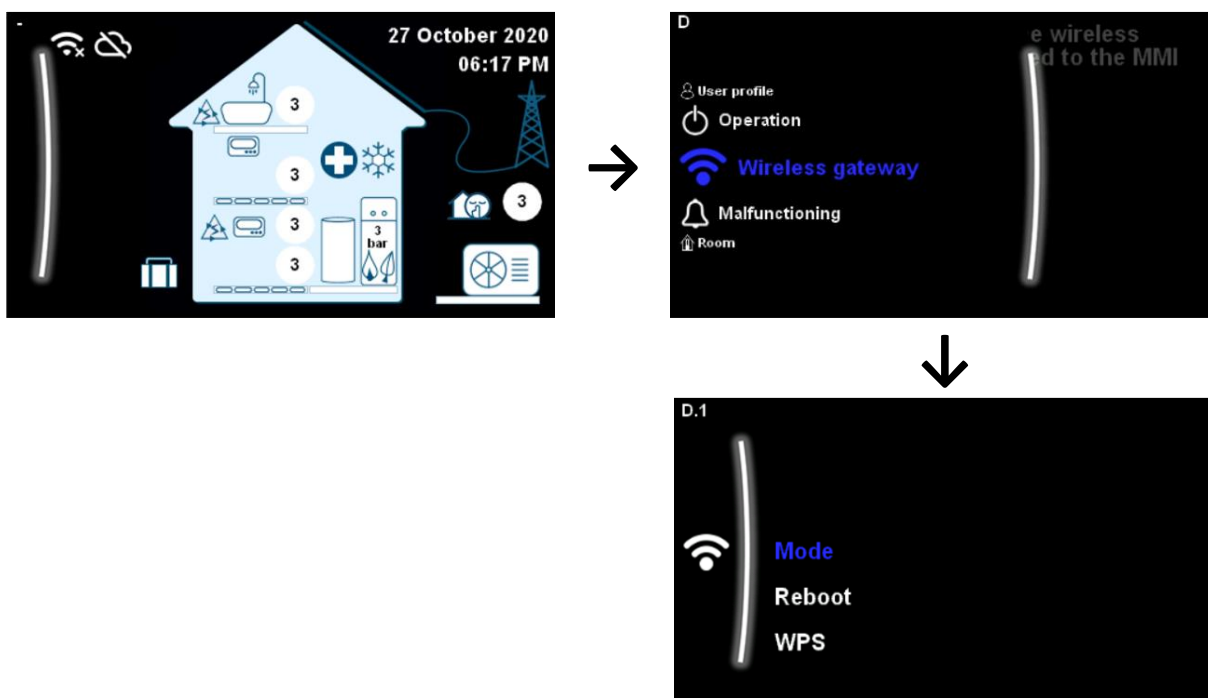 -
27 October 2020
06:17 PM
3
3
3
3
bar
3
3
D
e wireless
ed to the MMI
User profile
Operation
Wireless gateway
Malfunctioning
Room
D.1
Mode
Reboot
WPS